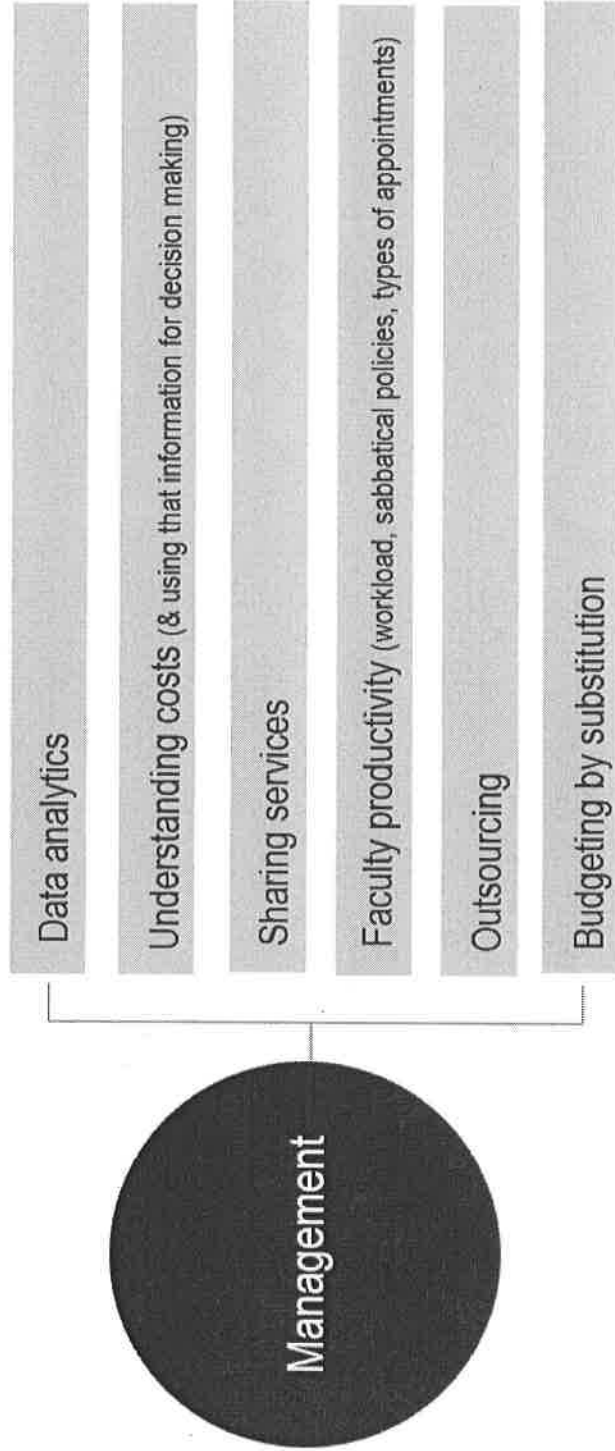 Management
Data analytics
Understanding costs (& using that information for decision making)
Sharing services
Faculty productivity (workload, sabbatical policies, types of appointments)
Outsourcing
Budgeting by substitution